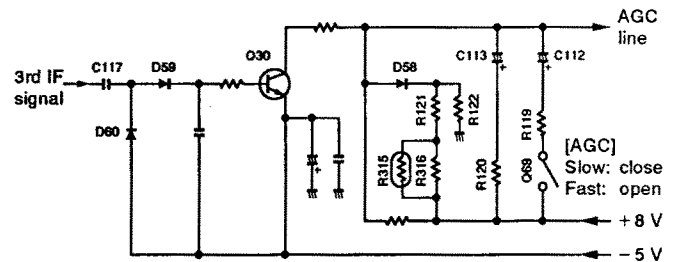 AGC
line
3rd IF
signal
C117
D59
Q30
D60
D58
R121
R122
R315
R316
C113
C112
R120
R119
Q69
[AGC]
Slow: close
Fast: open
+8 V
−5 V